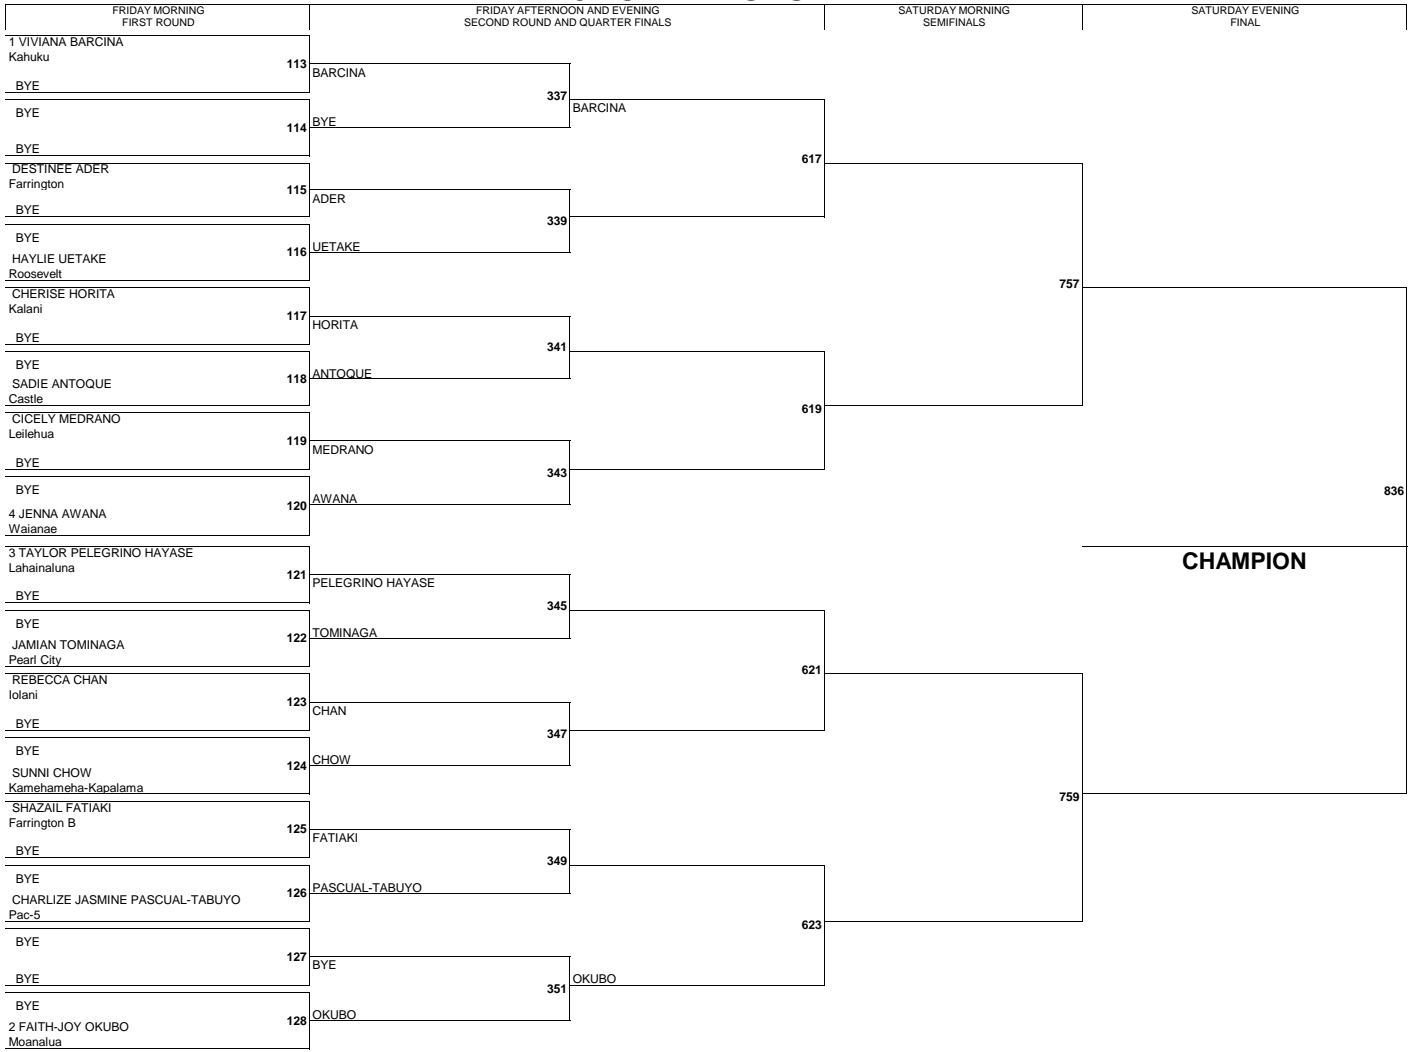 FRIDAY MORNING
FIRST ROUND
FRIDAY AFTERNOON AND EVENING
SECOND ROUND AND QUARTER FINALS
SATURDAY MORNING
SEMIFINALS
SATURDAY EVENING
FINAL
1 VIVIANA BARCINA
Kahuku
113
BYE
BARCINA
337
BARCINA
BYE
114
BYE
BYE
617
DESTINEE ADER
Farrington
115
BYE
ADER
339
BYE
116
UETAKE
HAYLIE UETAKE
Roosevelt
757
CHERISE HORITA
Kalani
117
BYE
HORITA
341
BYE
118
ANTOQUE
SADIE ANTOQUE
Castle
619
CICELY MEDRANO
Leilehua
119
BYE
MEDRANO
343
BYE
120
AWANA
4 JENNA AWANA
Waianae
836
3 TAYLOR PELEGRINO HAYASE
Lahainaluna
CHAMPION
121
BYE
PELEGRINO HAYASE
345
BYE
122
TOMINAGA
JAMIAN TOMINAGA
Pearl City
621
REBECCA CHAN
Iolani
123
BYE
CHAN
347
BYE
124
CHOW
SUNNI CHOW
Kamehameha-Kapalama
759
SHAZAIL FATIAKI
Farrington B
125
BYE
FATIAKI
349
BYE
126
PASCUAL-TABUYO
CHARLIZE JASMINE PASCUAL-TABUYO
Pac-5
623
BYE
127
BYE
BYE
351
OKUBO
BYE
128
OKUBO
2 FAITH-JOY OKUBO
Moanalua